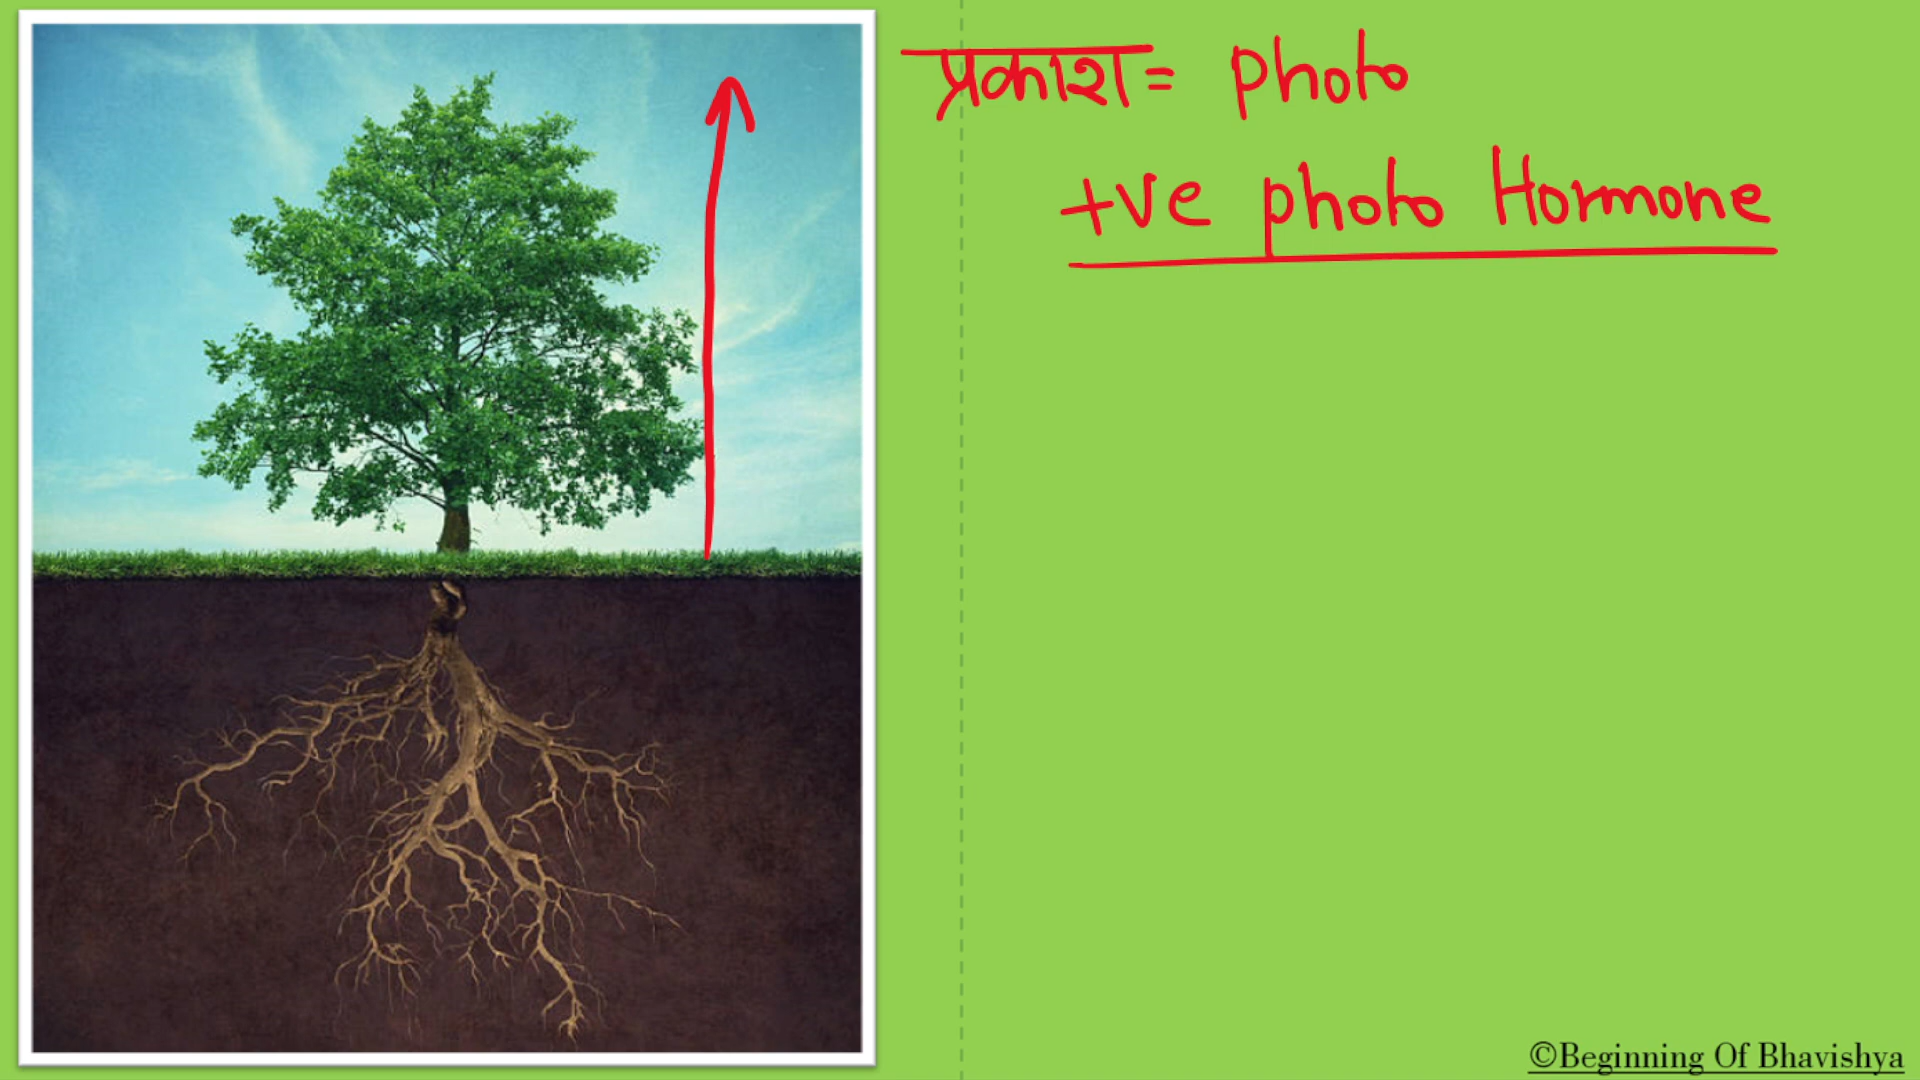 प्रकाश = photo
+ve photo Hormone
©Beginning Of Bhavishya